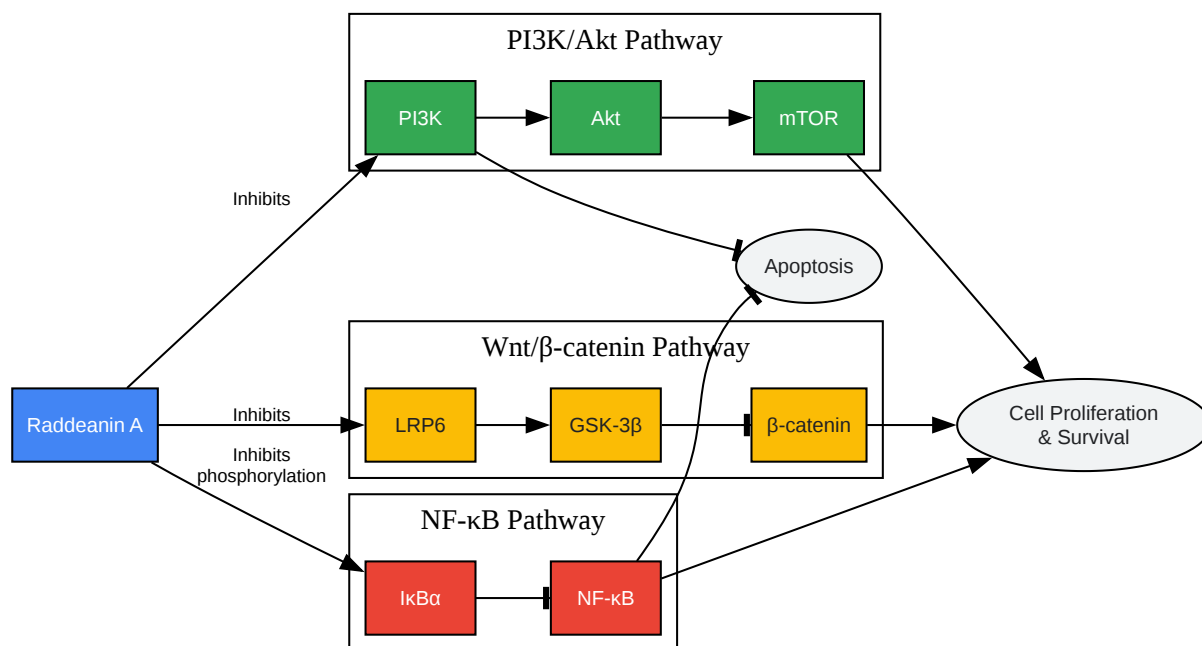 PI3K/Akt Pathway
PI3K
Akt
mTOR
Inhibits
Apoptosis
Wnt/β-catenin Pathway
Raddeanin A
Inhibits
LRP6
GSK-3β
β-catenin
Cell Proliferation
& Survival
Inhibits
phosphorylation
NF-κB Pathway
IκBα
NF-κB